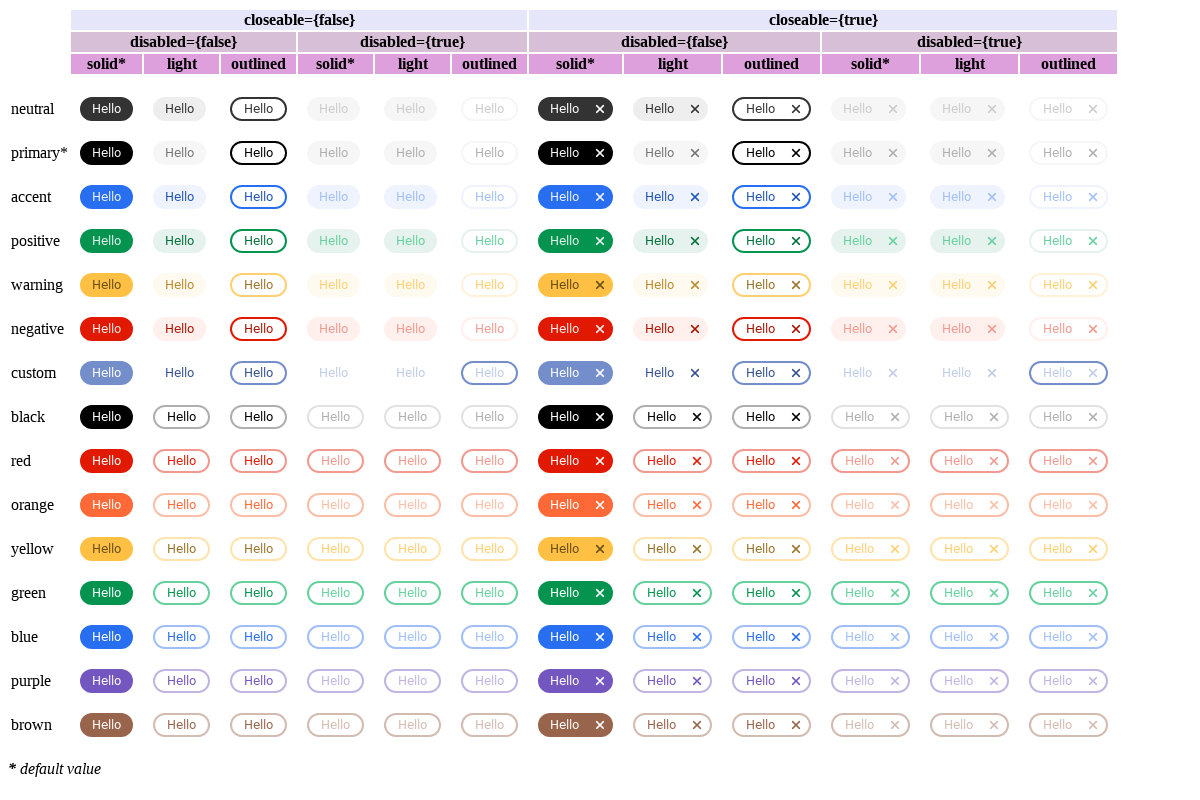 closeable={false} closeable={true}
disabled={false} disabled={true} disabled={false} disabled={true}
solid* light outlined solid* light outlined solid* light outlined solid* light outlined
neutral Hello Hello Hello Hello Hello Hello Hello Hello Hello Hello Hello Hello
primary* Hello Hello Hello Hello Hello Hello Hello Hello Hello Hello Hello Hello
accent Hello Hello Hello Hello Hello Hello Hello Hello Hello Hello Hello Hello
positive Hello Hello Hello Hello Hello Hello Hello Hello Hello Hello Hello Hello
warning Hello Hello Hello Hello Hello Hello Hello Hello Hello Hello Hello Hello
negative Hello Hello Hello Hello Hello Hello Hello Hello Hello Hello Hello Hello
custom Hello Hello Hello Hello Hello Hello Hello Hello Hello Hello Hello Hello
black Hello Hello Hello Hello Hello Hello Hello Hello Hello Hello Hello Hello
red Hello Hello Hello Hello Hello Hello Hello Hello Hello Hello Hello Hello
orange Hello Hello Hello Hello Hello Hello Hello Hello Hello Hello Hello Hello
yellow Hello Hello Hello Hello Hello Hello Hello Hello Hello Hello Hello Hello
green Hello Hello Hello Hello Hello Hello Hello Hello Hello Hello Hello Hello
blue Hello Hello Hello Hello Hello Hello Hello Hello Hello Hello Hello Hello
purple Hello Hello Hello Hello Hello Hello Hello Hello Hello Hello Hello Hello
brown Hello Hello Hello Hello Hello Hello Hello Hello Hello Hello Hello Hello
* default value